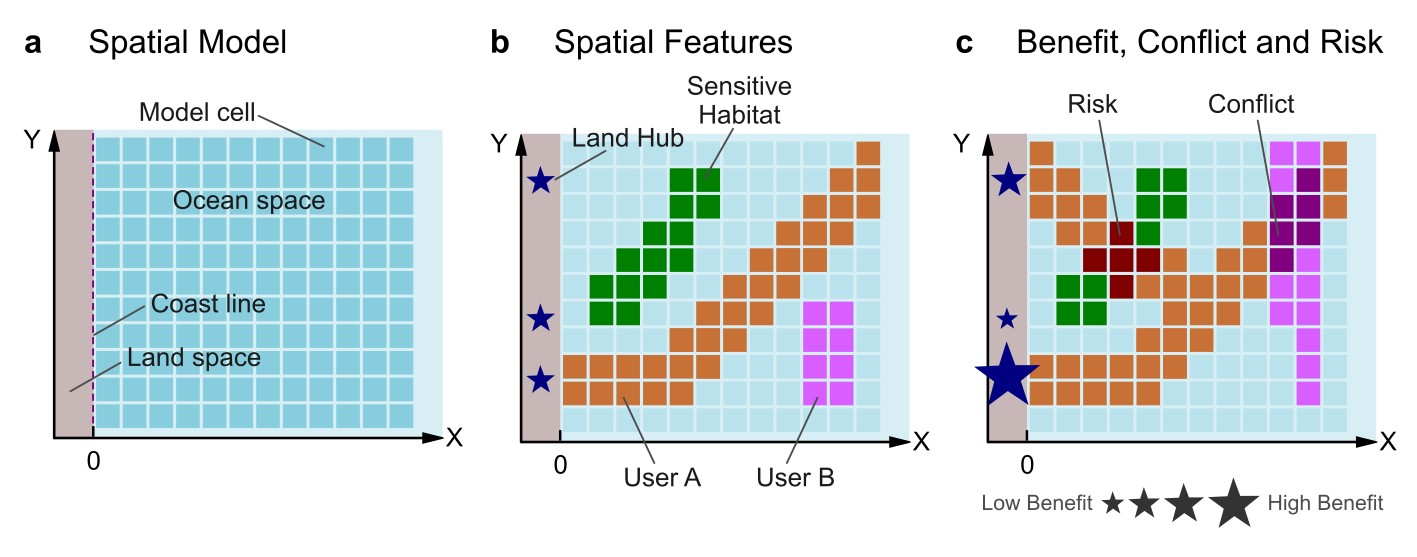 a Spatial Model
Model cell
Y
Ocean space
Coast line
Land space
X
0
b Spatial Features
Sensitive
Habitat
Land Hub
Y
X
0
User A
User B
c Benefit, Conflict and Risk
Risk
Conflict
Y
X
0
Low Benefit
High Benefit